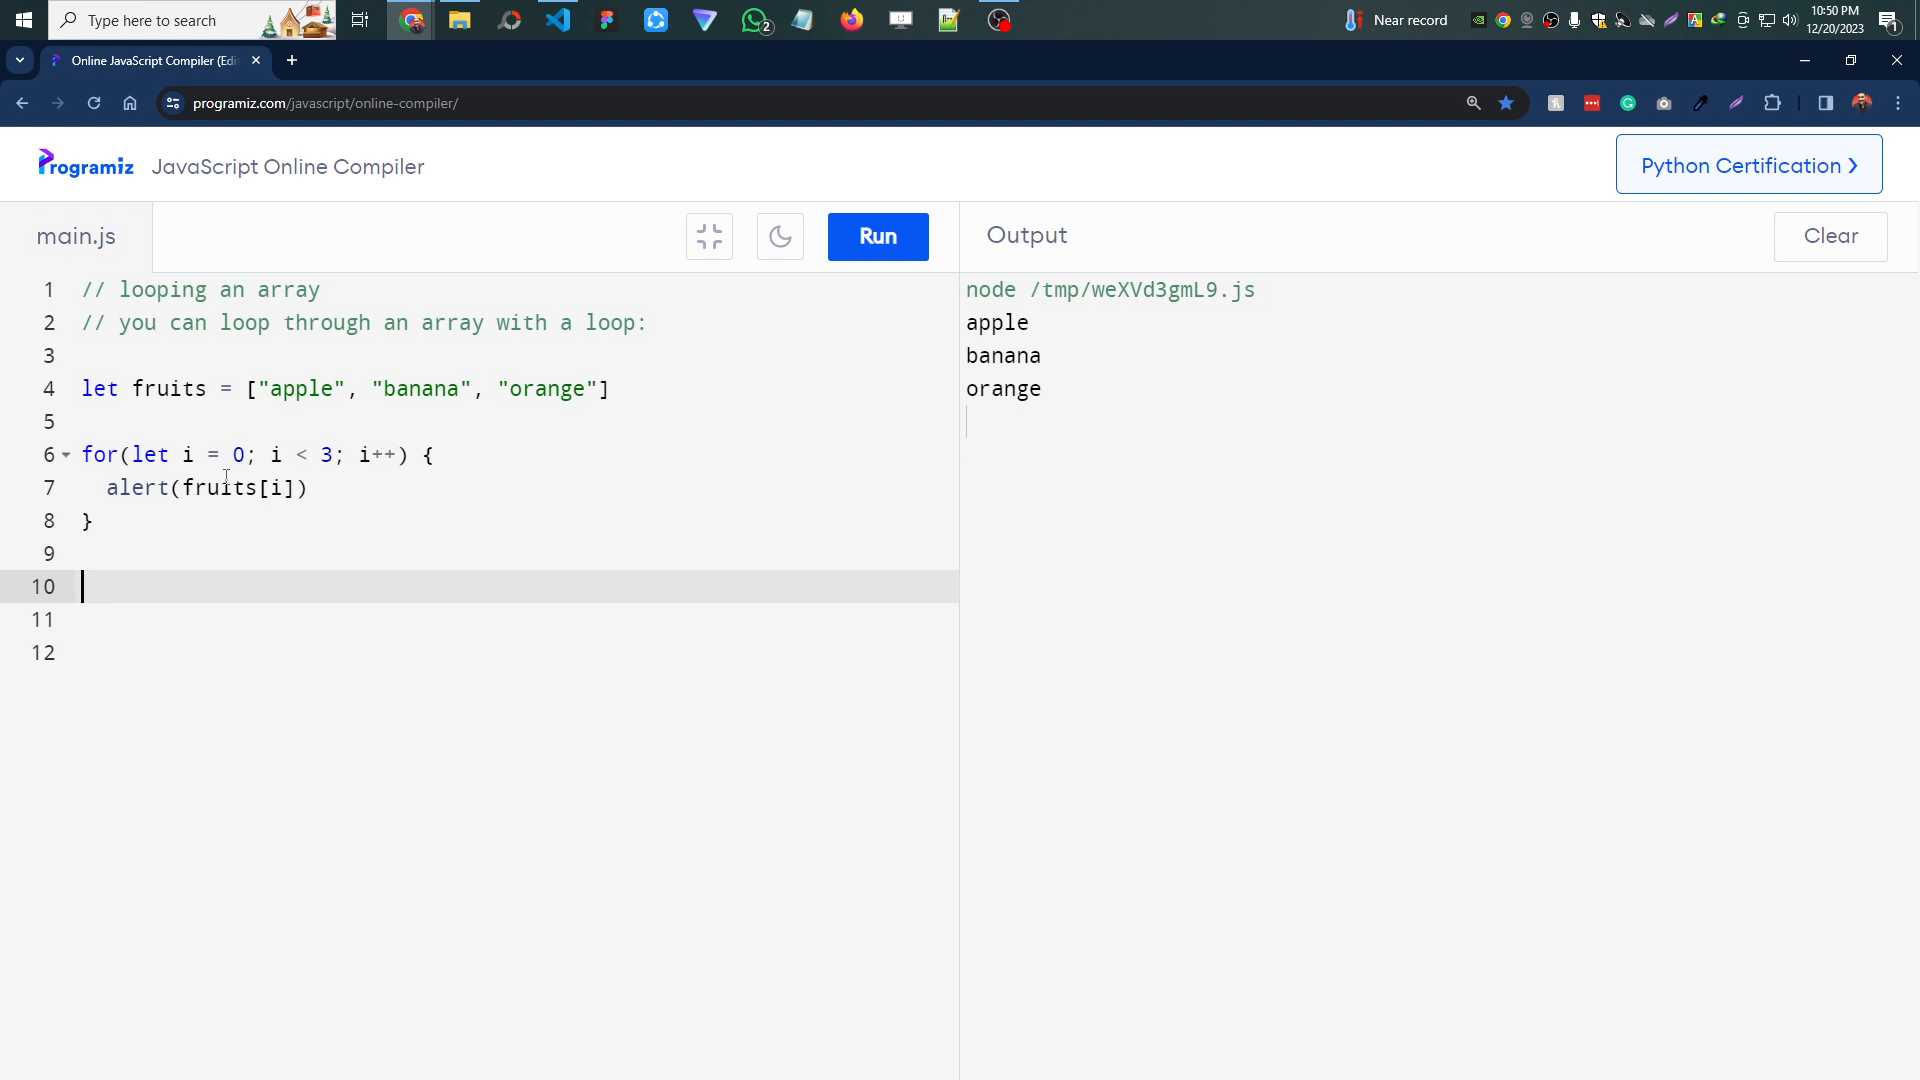 Type here to search
2
Near record
10:50 PM
12/20/2023
1
Online JavaScript Compiler (Edi
programiz.com/javascript/online-compiler/
Programiz JavaScript Online Compiler
Python Certification ❯
main.js
Run
Output
Clear
1 // looping an array
2 // you can loop through an array with a loop:
3
4 let fruits = ["apple", "banana", "orange"]
5
6 for(let i = 0; i < 3; i++) {
7 alert(fruits[i])
8 }
9
10
11
12
node /tmp/weXVd3gmL9.js
apple
banana
orange